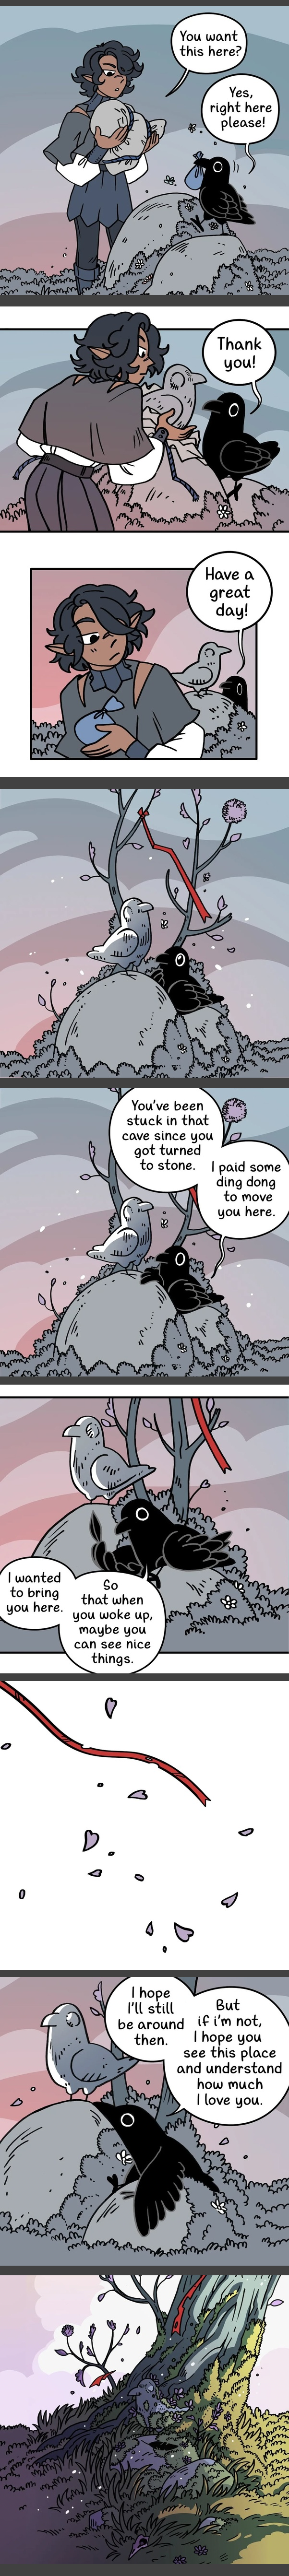 You want
this here?
Yes,
right here
please!
Thank
you!
Have a
great
day!
You've been
stuck in that
cave since you
got turned
to stone.
I paid some
ding dong
to move
you here.
I wanted
to bring
you here.
So
that when
you woke up,
maybe you
can see nice
things.
I hope
I'll still
be around
then.
But
if i'm not,
I hope you
see this place
and understand
how much
I love you.